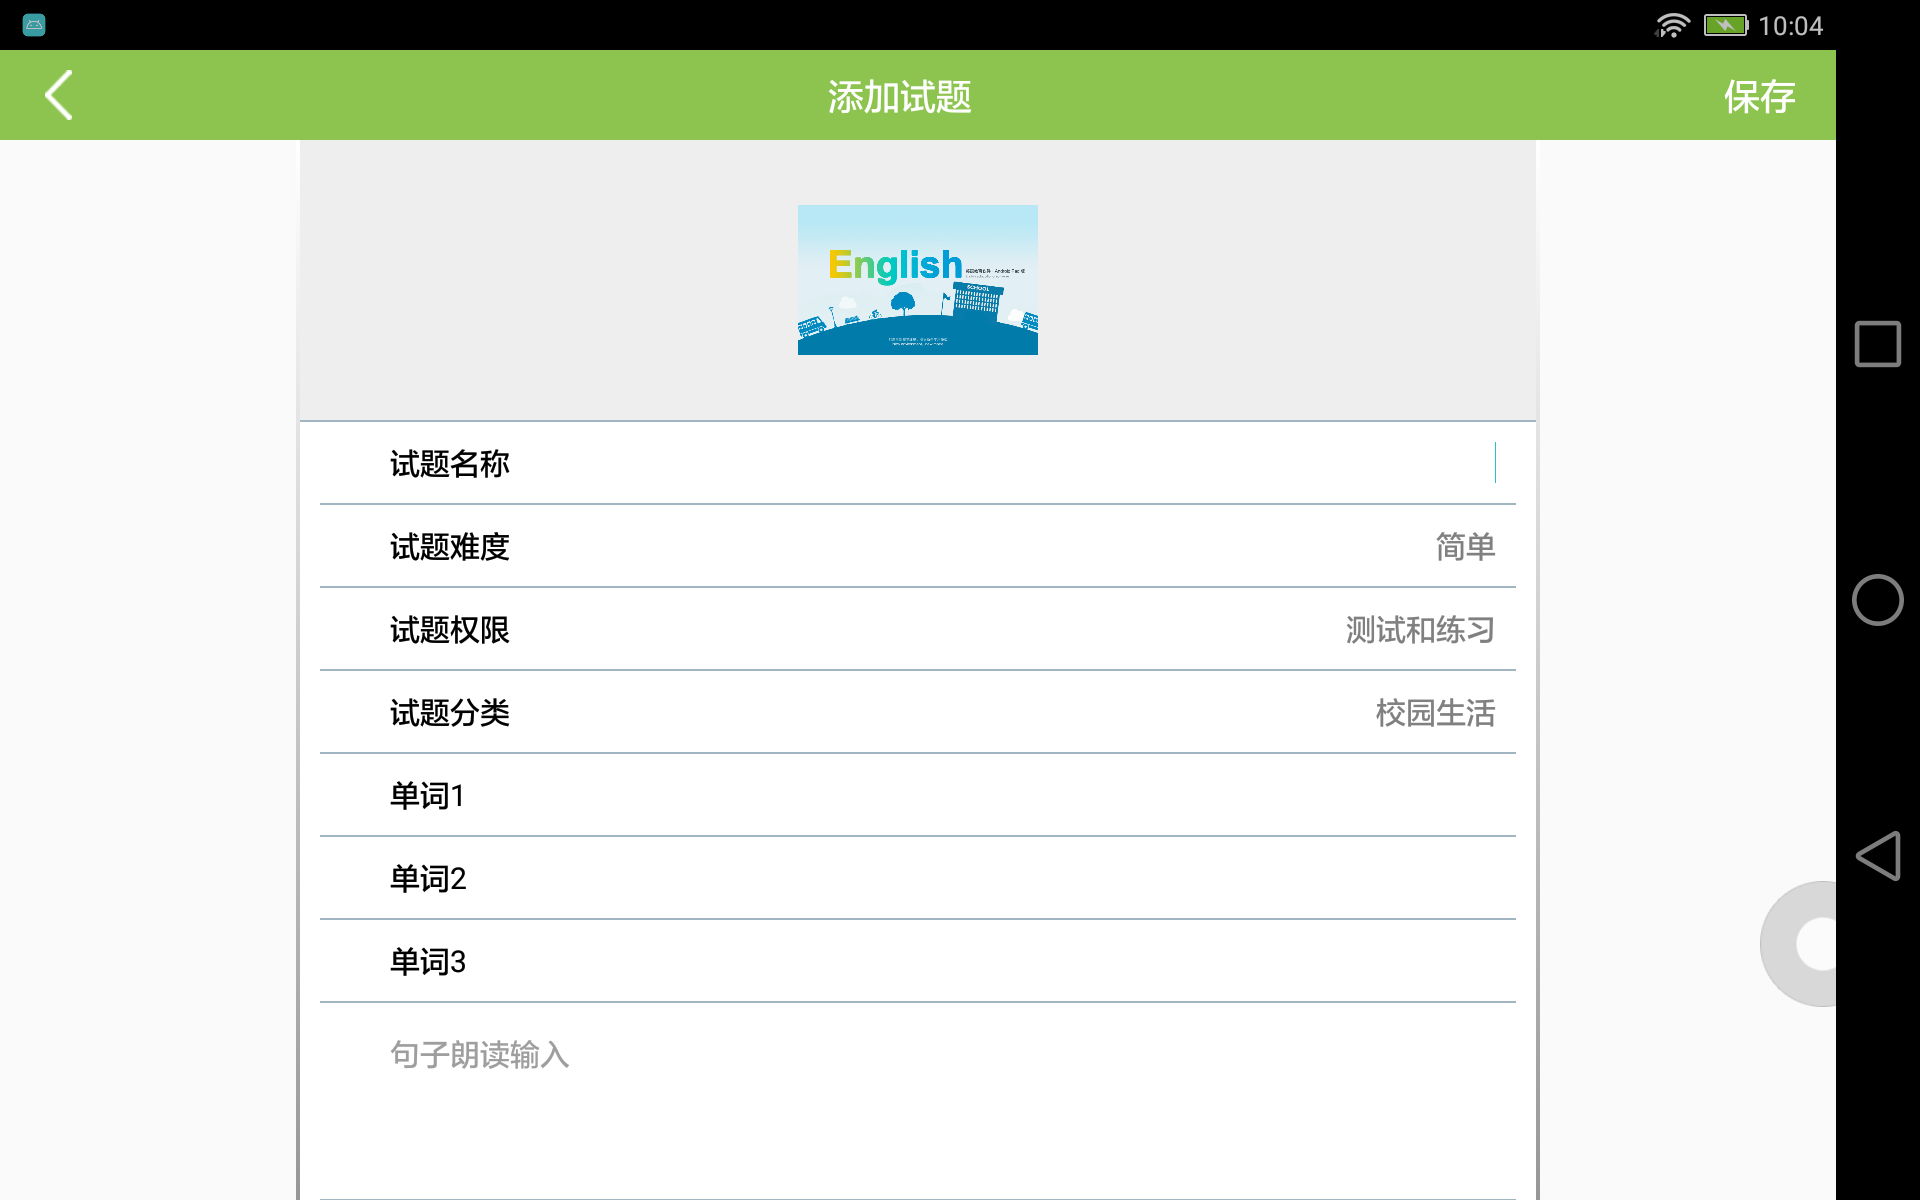 10:04
添加试题
保存
English
SCHOOL
试题名称
试题难度 简单
试题权限 测试和练习
试题分类 校园生活
单词1
单词2
单词3
句子朗读输入